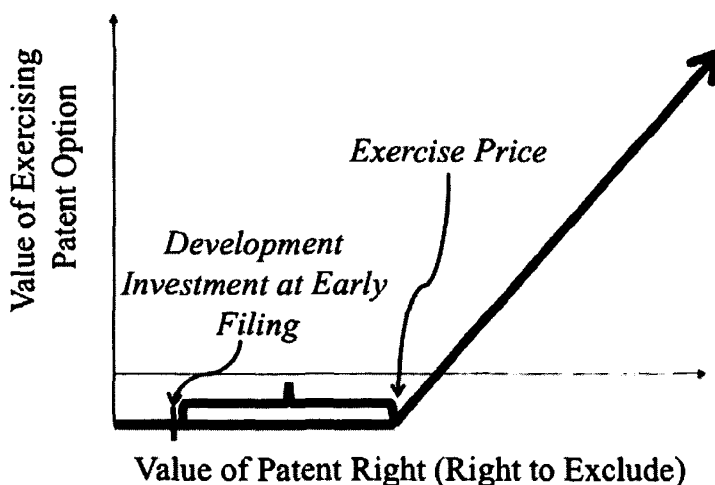 Value of Exercising
Patent Option
Exercise Price
Development
Investment at Early
Filing
Value of Patent Right (Right to Exclude)